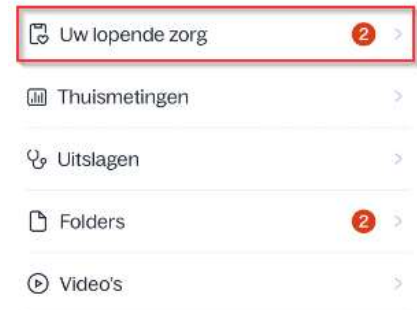 Uw lopende zorg 2
Thuismetingen
Uitslagen
Folders 2
Video's